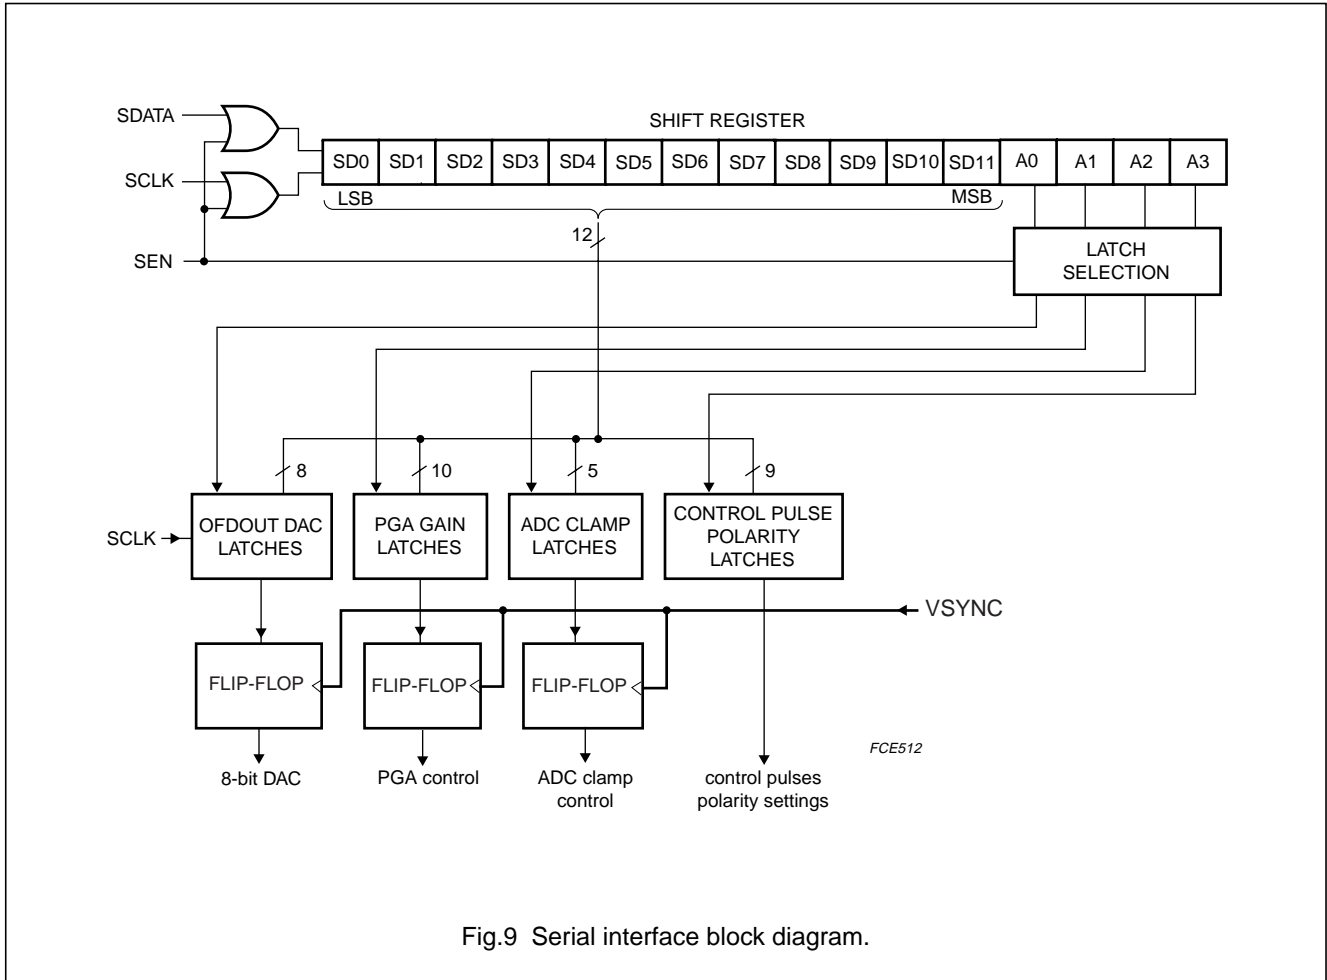 SDATA
SHIFT REGISTER
SD0 SD1 SD2 SD3 SD4 SD5 SD6 SD7 SD8 SD9 SD10 SD11 A0 A1 A2 A3
SCLK
LSB
MSB
12
SEN
LATCH
SELECTION
8
10
5
9
SCLK
OFDOUT DAC
LATCHES
PGA GAIN
LATCHES
ADC CLAMP
LATCHES
CONTROL PULSE
POLARITY
LATCHES
VSYNC
FLIP-FLOP
FLIP-FLOP
FLIP-FLOP
FCE512
8-bit DAC
PGA control
ADC clamp
control
control pulses
polarity settings
Fig.9 Serial interface block diagram.